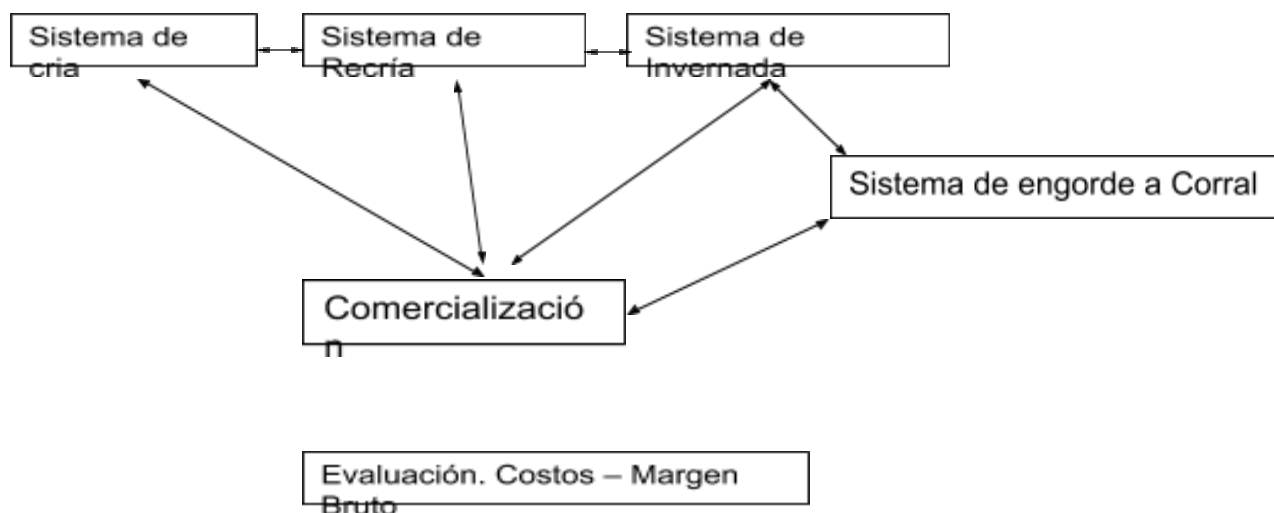 Sistema de
cria
Sistema de
Recría
Sistema de
Invernada
Sistema de engorde a Corral
Comercializació
n
Evaluación. Costos – Margen
Bruto